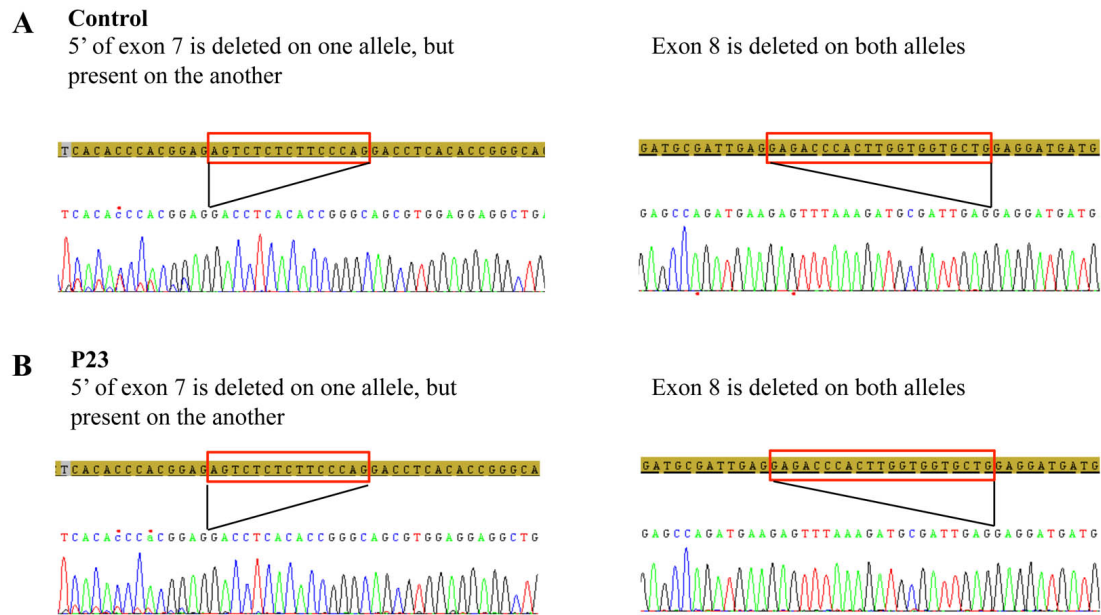 A
Control
5’ of exon 7 is deleted on one allele, but
present on the another
Exon 8 is deleted on both alleles
TCACACCCACGGAGAGTCTCTCTTCCCAGGACCTCACACCGGGCA
GATGCGATTGAGGAGACCCACTTGGTGGTGCTGGAGGATGATG
TCACAcCCACGGAGGACCTCACACCGGGCAGCGTGGAGGAGGCTGA
GAGCCAGATGAAGAGTTTAAAGATGCGATTGAGGAGGATGATG
B
P23
5’ of exon 7 is deleted on one allele, but
present on the another
Exon 8 is deleted on both alleles
TCACACCCACGGAGAGTCTCTCTTCCCAGGACCTCACACCGGGCA
GATGCGATTGAGGAGACCCACTTGGTGGTGCTGGAGGATGATG
TCACAcCCaCGGAGGACCTCACACCGGGCAGCGTGGAGGAGGCTG
GAGCCAGATGAAGAGTTTAAAGATGCGATTGAGGAGGATGATG